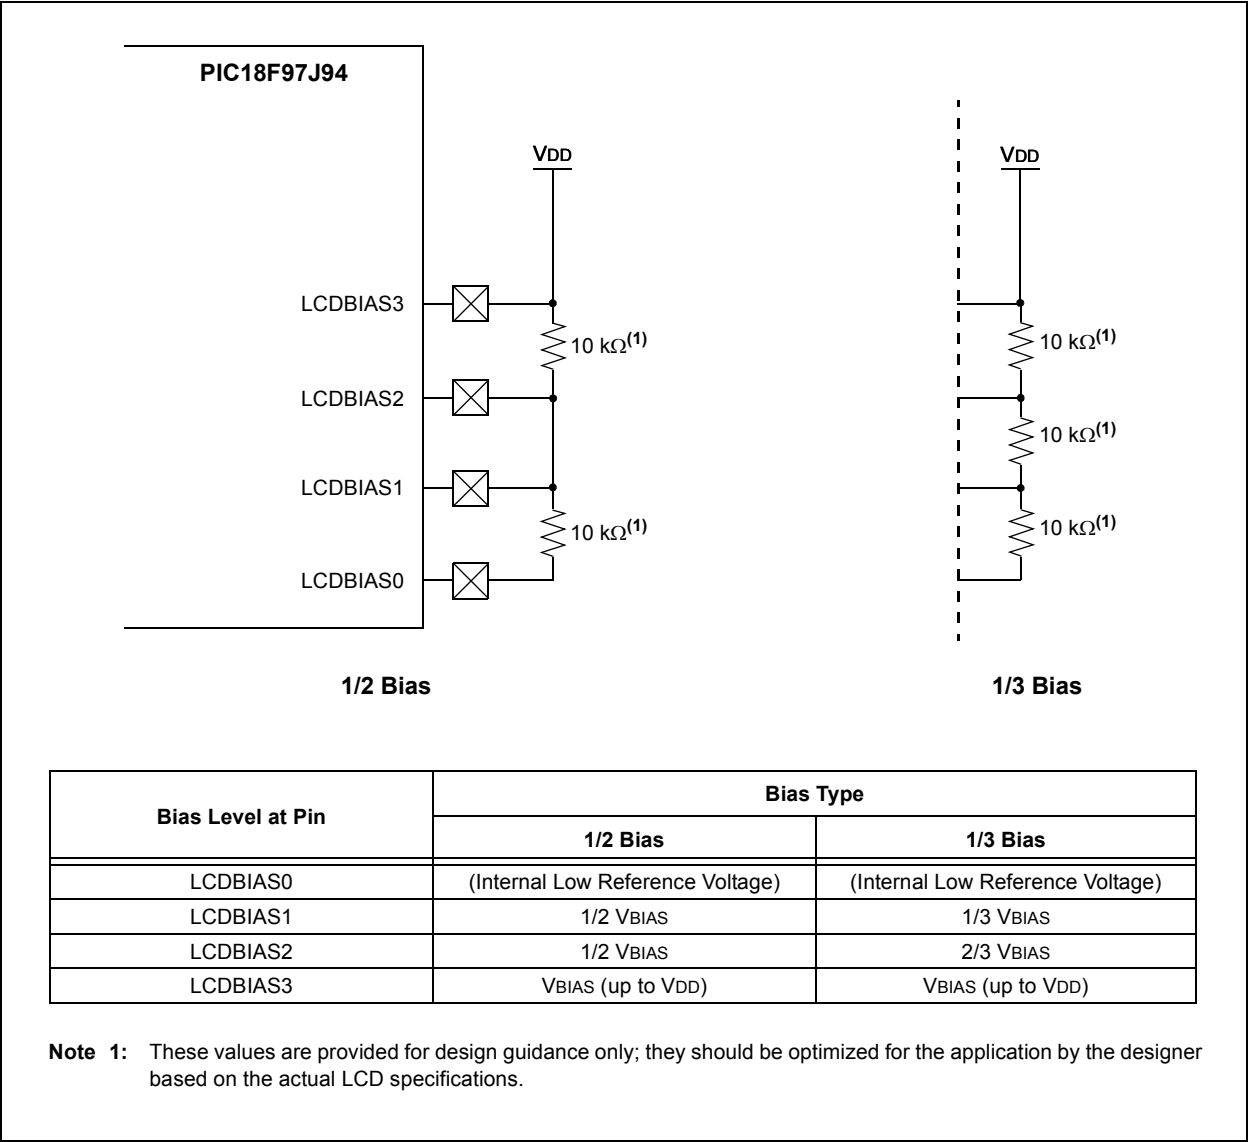 PIC18F97J94
VDD
VDD
LCDBIAS3
10 kΩ(1)
10 kΩ(1)
LCDBIAS2
10 kΩ(1)
LCDBIAS1
10 kΩ(1)
10 kΩ(1)
LCDBIAS0
1/2 Bias
1/3 Bias
Bias Level at Pin
Bias Type
1/2 Bias
1/3 Bias
LCDBIAS0
(Internal Low Reference Voltage)
(Internal Low Reference Voltage)
LCDBIAS1
1/2 VBIAS
1/3 VBIAS
LCDBIAS2
1/2 VBIAS
2/3 VBIAS
LCDBIAS3
VBIAS (up to VDD)
VBIAS (up to VDD)
Note 1: These values are provided for design guidance only; they should be optimized for the application by the designer
based on the actual LCD specifications.